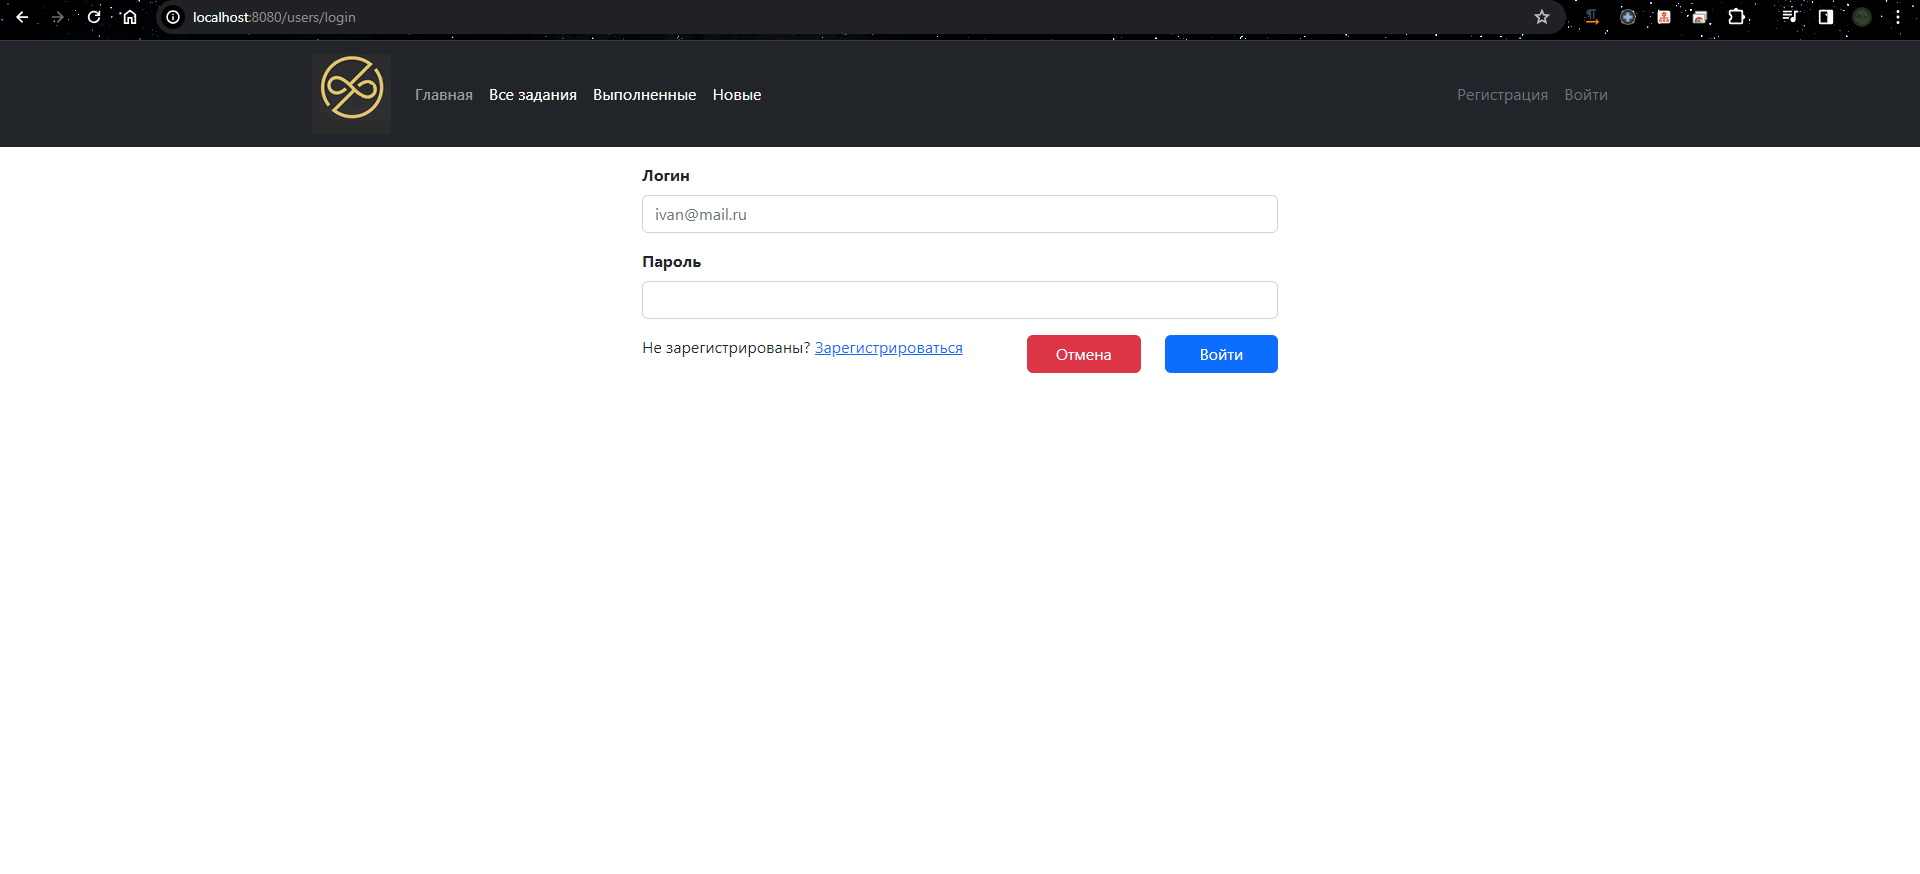 localhost:8080/users/login
Главная Все задания Выполненные Новые Регистрация Войти
Логин
ivan@mail.ru
Пароль
Не зарегистрированы? Зарегистрироваться Отмена Войти